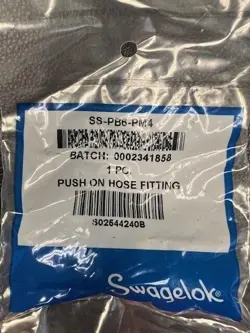 SS-PB6-PM4
BATCH: 0002341858
1 PC.
PUSH ON HOSE FITTING
S02544240B
Swagelok